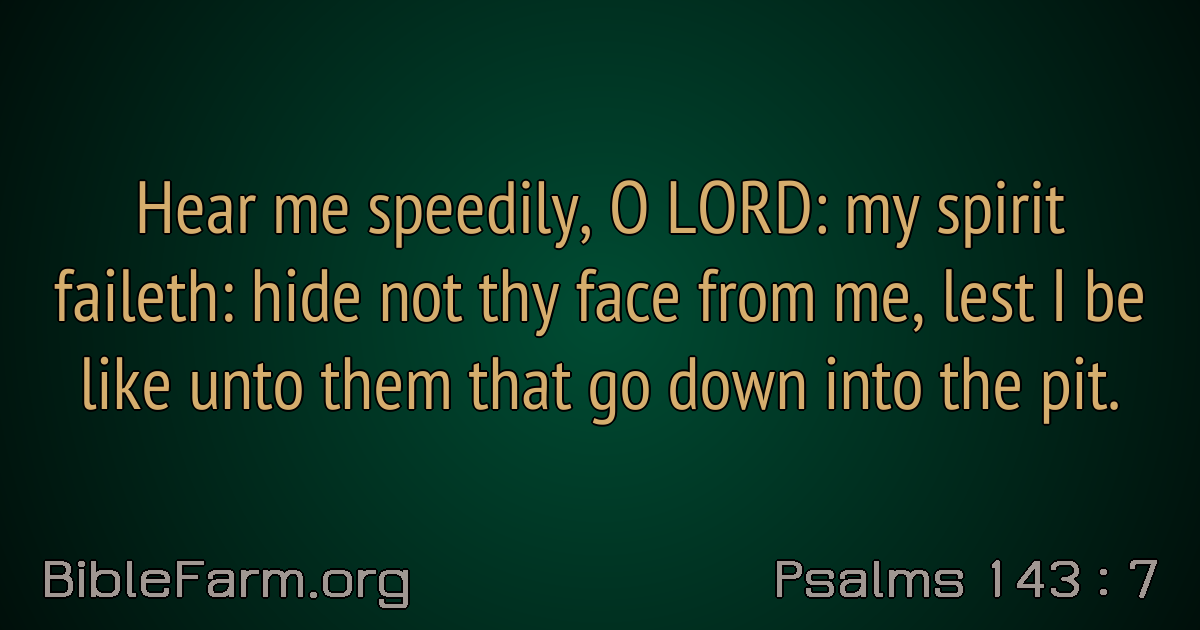 Hear me speedily, O LORD: my spirit
faileth: hide not thy face from me, lest I be
like unto them that go down into the pit.
BibleFarm.org
Psalms 143 : 7